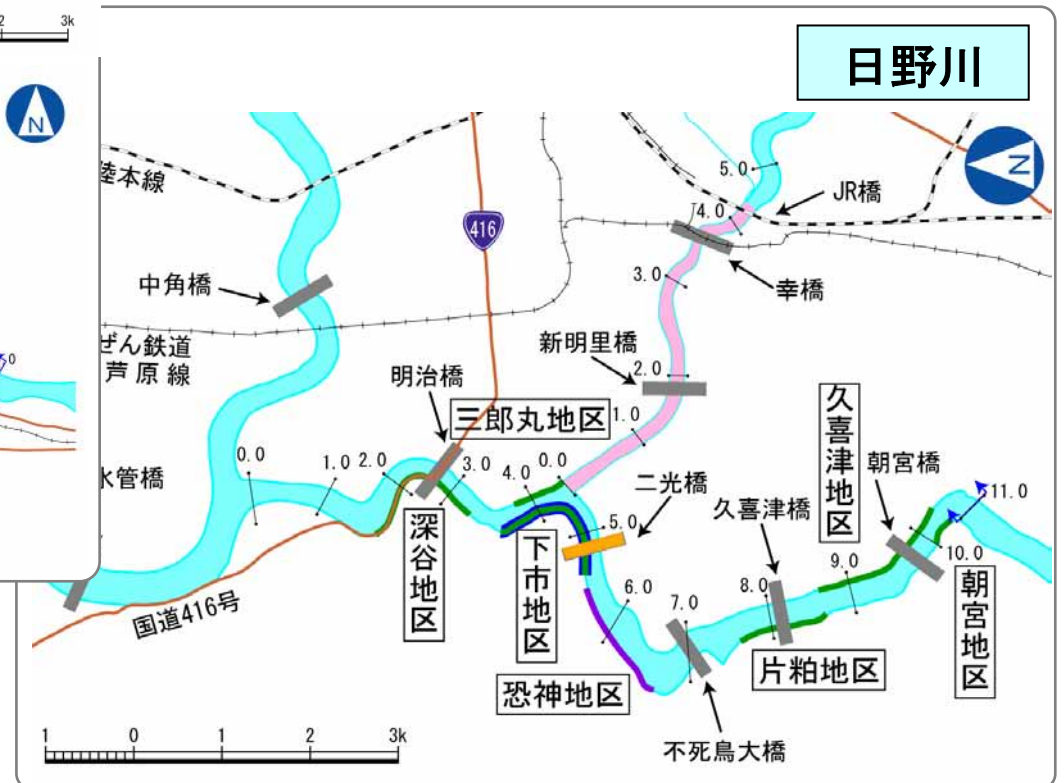 2 3k
日野川
N
N
陸本線
5.0
JR橋
4.0
416
中角橋
3.0
幸橋
ぜん鉄道
芦原線
新明里橋
2.0
明治橋
三郎丸地区
1.0
久喜津地区
0
水管橋
0.0
1.0
2.0
3.0
4.0
0.0
二光橋
久喜津橋
朝宮橋
11.0
深谷地区
下市地区
5.0
10.0
国道416号
6.0
7.0
8.0
9.0
朝宮地区
恐神地区
片粕地区
不死鳥大橋
1 0 1 2 3k